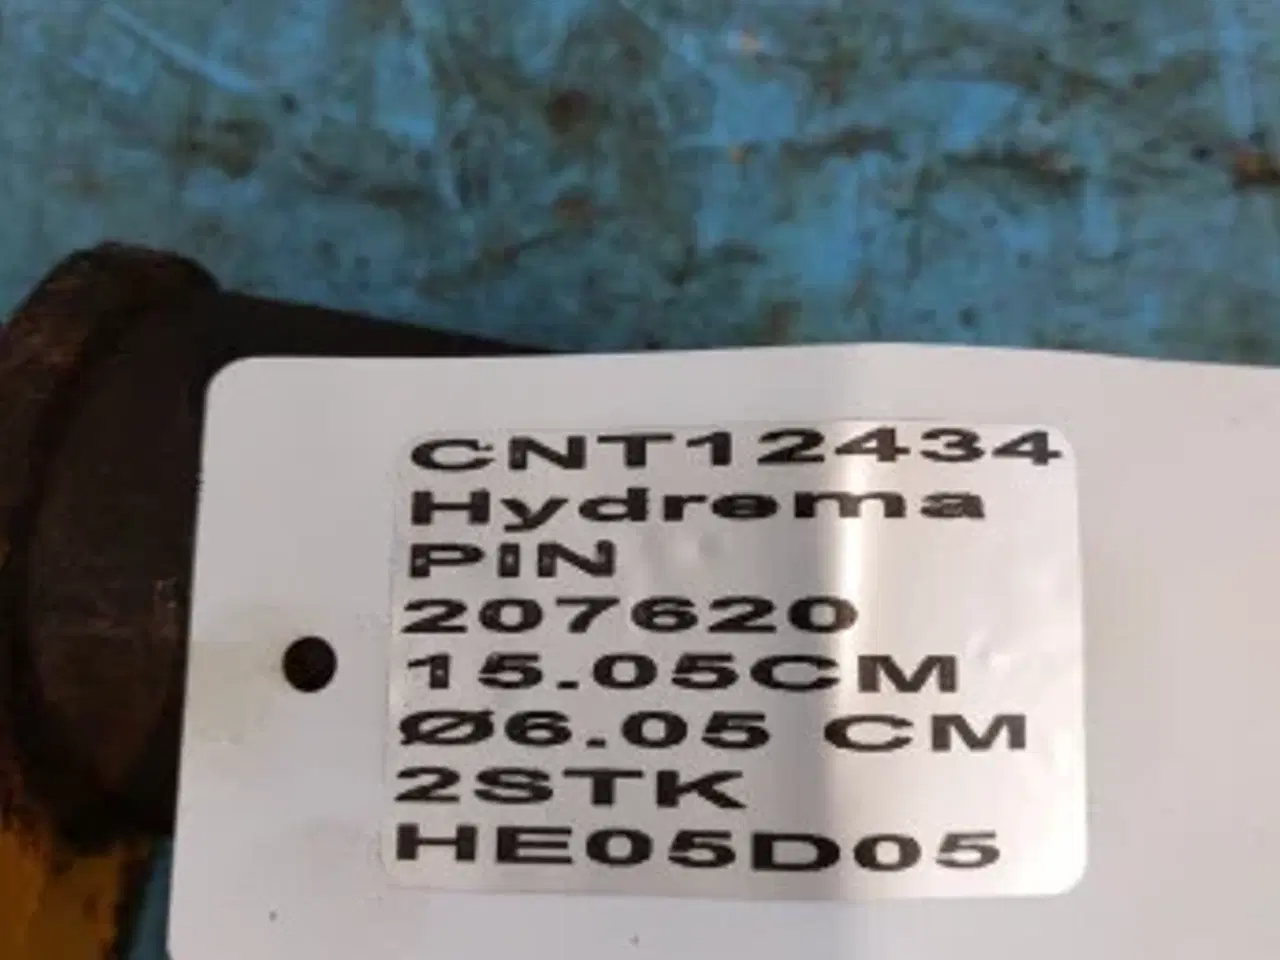 CNT12434
Hydrema
PIN
207620
15.05CM
Ø6.05 CM
2STK
HE05D05